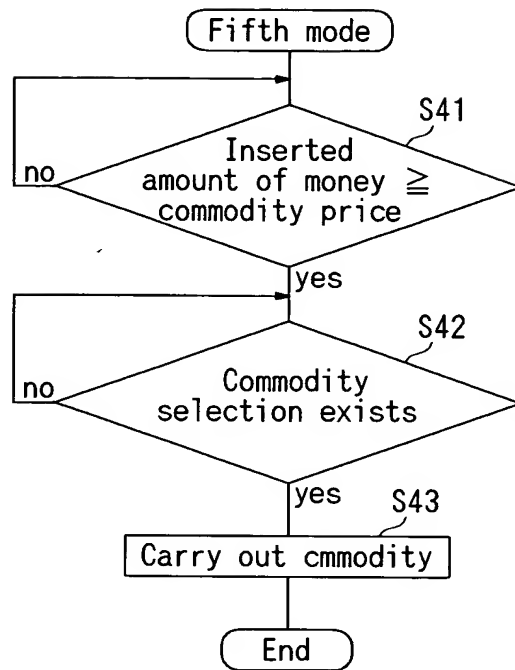 Fifth mode
S41
Inserted
amount of money ≧
commodity price
no
yes
S42
Commodity
selection exists
no
yes
S43
Carry out cmmodity
End